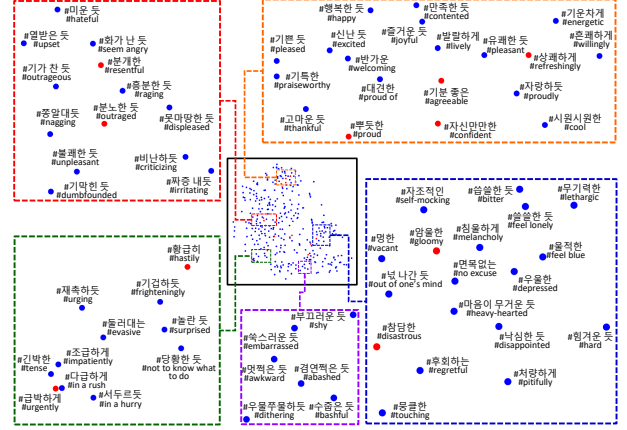 #미운 듯
#hateful
#열받은 듯
#upset
#화가 난 듯
#seem angry
#분개한
#resentful
#기가 찬 듯
#outrageous
#흥분한 듯
#raging
#쫑알대듯
#nagging
#분노한 듯
#outraged
#못마땅한 듯
#displeased
#불쾌한 듯
#unpleasant
#비난하듯
#criticizing
#기막힌 듯
#dumbfounded
#짜증 내듯
#irritating
#행복한 듯
#happy
#만족한 듯
#contented
#기운차게
#energetic
#기쁜 듯
#pleased
#신나 듯
#excited
#즐거운 듯
#joyful
#발랄하게
#lively
#유쾌한 듯
#pleasant
#흔쾌하게
#willingly
#반가운
#welcoming
#상쾌하게
#refreshingly
#기특한
#praiseworthy
#대견한
#proud of
#기분 좋은
#agreeable
#자랑하듯
#proudly
#고마운 듯
#thankful
#뿌듯한
#proud
#자신만만한
#confident
#시원시원한
#cool
#황급히
#hastily
#재촉하듯
#urging
#기겁하듯
#frighteningly
#둘러대는
#evasive
#놀란 듯
#surprised
#긴박한
#tense
#조급하게
#impatiently
#당황한 듯
#not to know what
to do
#다급하게
#in a rush
#급박하게
#urgently
#서두르듯
#in a hurry
#부끄러운 듯
#shy
#쑥스러운 듯
#embarrassed
#멋쩍은 듯
#awkward
#겸연쩍은 듯
#abashed
#우물쭈물하듯
#dithering
#수줍은 듯
#bashful
#자조적인
#self-mocking
#씁쓸한 듯
#bitter
#무기력한
#lethargic
#쓸쓸한 듯
#feel lonely
#멍한
#vacant
#암울한
#gloomy
#침울하게
#melancholy
#울적한
#feel blue
#넋 나간 듯
#out of one's mind
#면목없는
#no excuse
#우울한
#depressed
#마음이 무거운 듯
#heavy-hearted
#참담한
#disastrous
#낙심한 듯
#disappointed
#힘겨운 듯
#hard
#후회하는
#regretful
#처량하게
#pitifully
#뭉클한
#touching